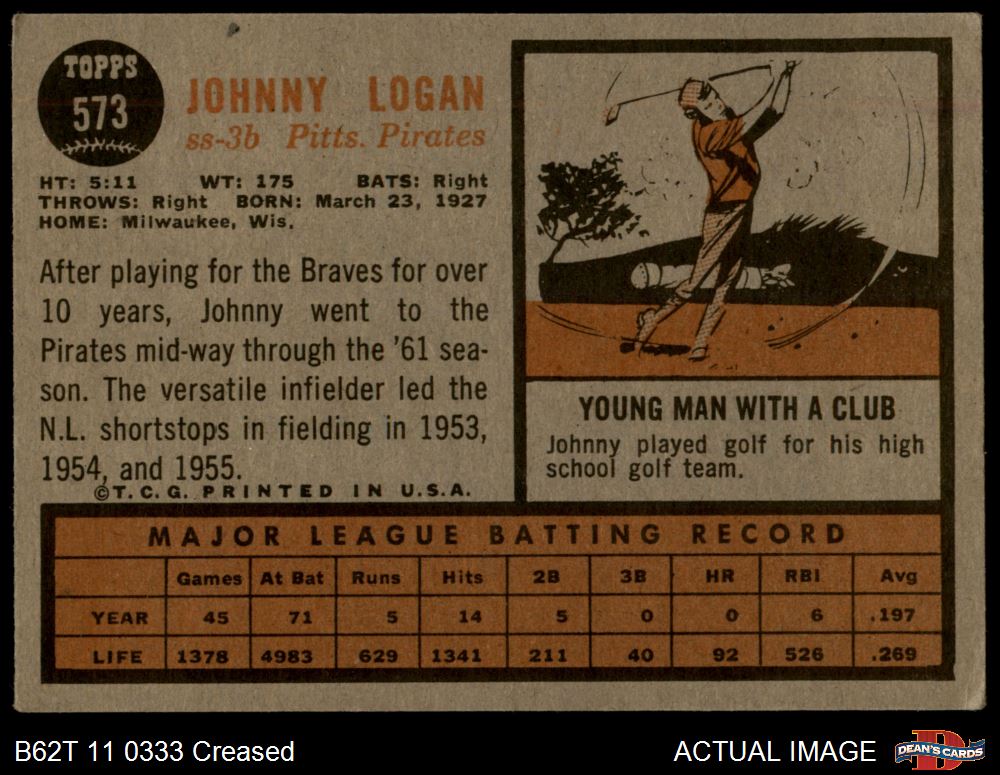 TOPPS
573
JOHNNY LOGAN
ss-3b Pitts. Pirates
HT: 5:11 WT: 175 BATS: Right
THROWS: Right BORN: March 23, 1927
HOME: Milwaukee, Wis.
After playing for the Braves for over
10 years, Johnny went to the
Pirates mid-way through the '61 sea-
son. The versatile infielder led the
N.L. shortstops in fielding in 1953,
1954, and 1955.
©T.C.G. PRINTED IN U.S.A.
YOUNG MAN WITH A CLUB
Johnny played golf for his high
school golf team.
MAJOR LEAGUE BATTING RECORD
Games At Bat Runs Hits 2B 3B HR RBI Avg
YEAR 45 71 5 14 5 0 0 6 .197
LIFE 1378 4983 629 1341 211 40 92 526 .269
B62T 11 0333 Creased
ACTUAL IMAGE
D
DEAN'S CARDS